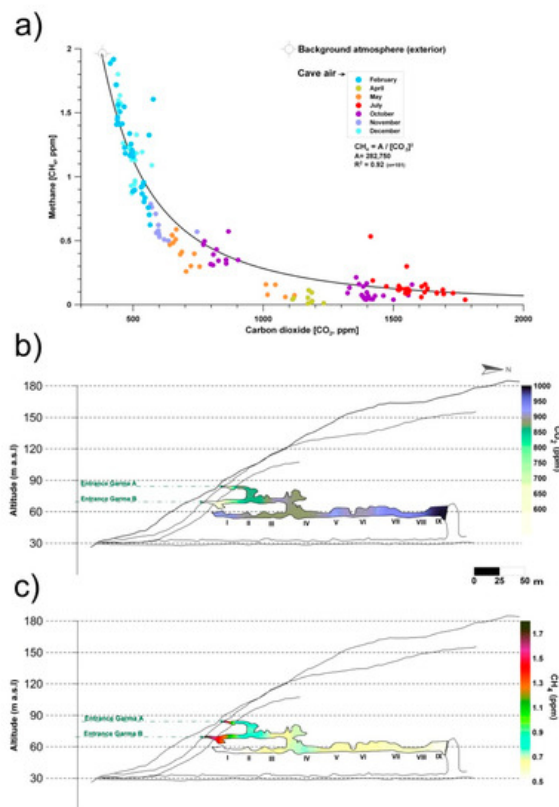 a)
Background atmosphere (exterior)
Cave air
February
April
May
July
October
November
December
CH₄ = A / [CO₂]²
A= 282,750
R² = 0.92 (n=101)
Methane [CH₄, ppm]
2
1.5
1
0.5
0
500
1000
1500
2000
Carbon dioxide [CO₂, ppm]
b)
N
Altitude (m a.s.l)
180
150
120
90
60
30
Entrance Garma A
Entrance Garma B
I II III IV V VI VII VIII IX
1000
900
800
700
600
CO₂ (ppm)
0 25 50 m
c)
Altitude (m a.s.l)
180
150
120
90
60
30
Entrance Garma A
Entrance Garma B
I II III IV V VI VII VIII IX
1.7
1.5
1.3
1.1
0.9
0.7
0.5
CH₄ (ppm)